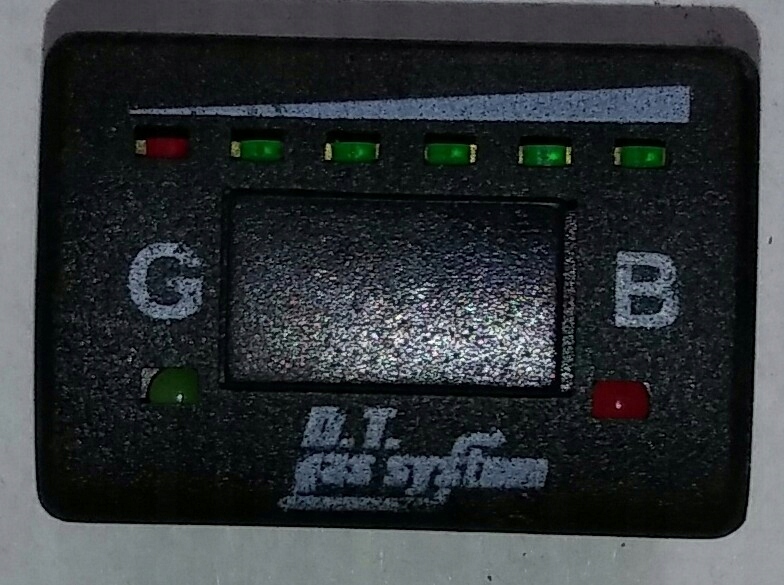 G B
D.T.
gas system